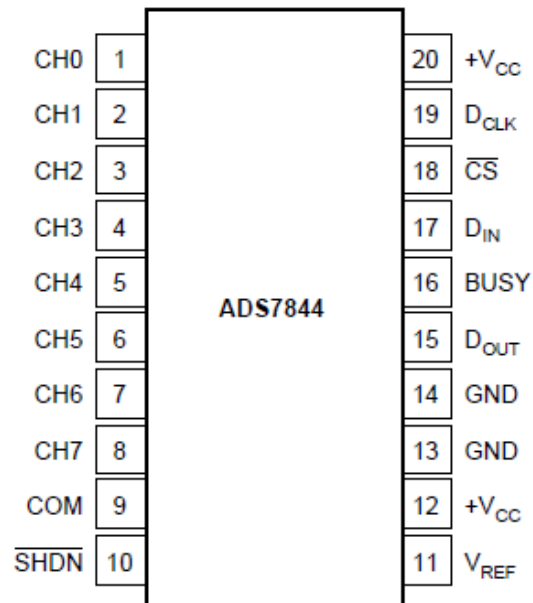 CH0 1 20 +VCC
CH1 2 19 DCLK
CH2 3 18 CS
CH3 4 17 DIN
CH4 5 16 BUSY
ADS7844
CH5 6 15 DOUT
CH6 7 14 GND
CH7 8 13 GND
COM 9 12 +VCC
SHDN 10 11 VREF